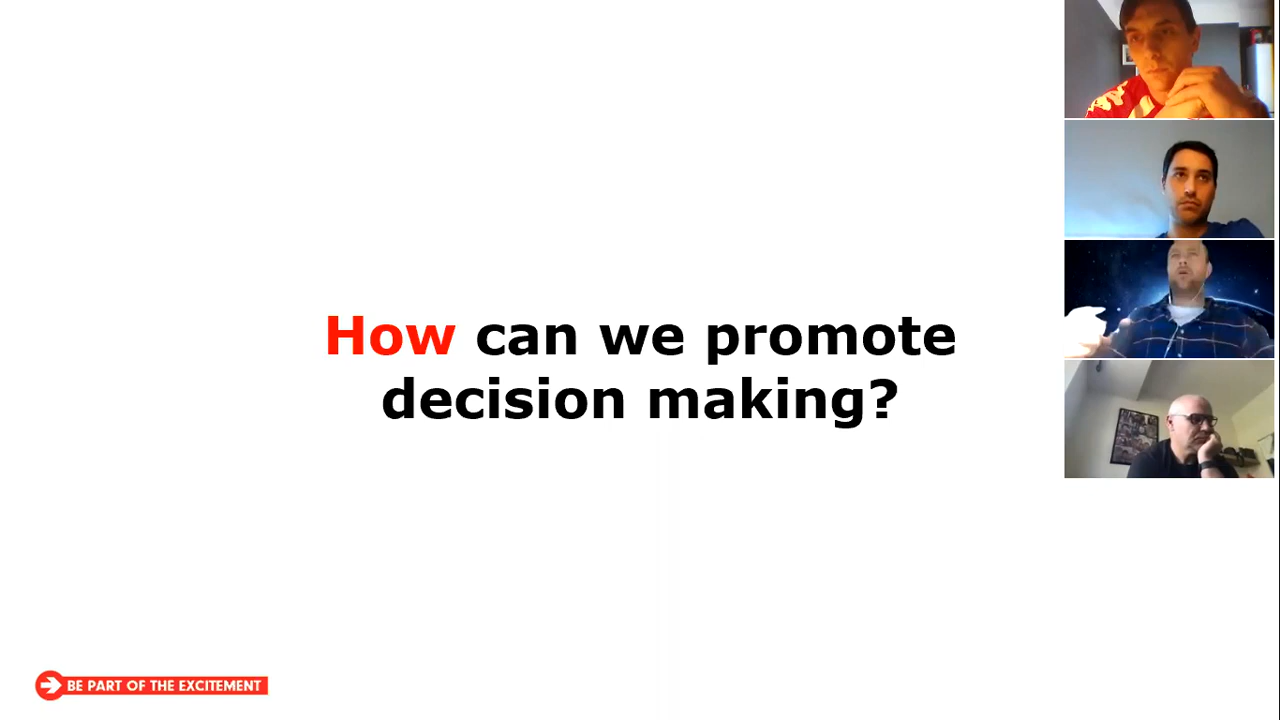 How can we promote
decision making?
BE PART OF THE EXCITEMENT